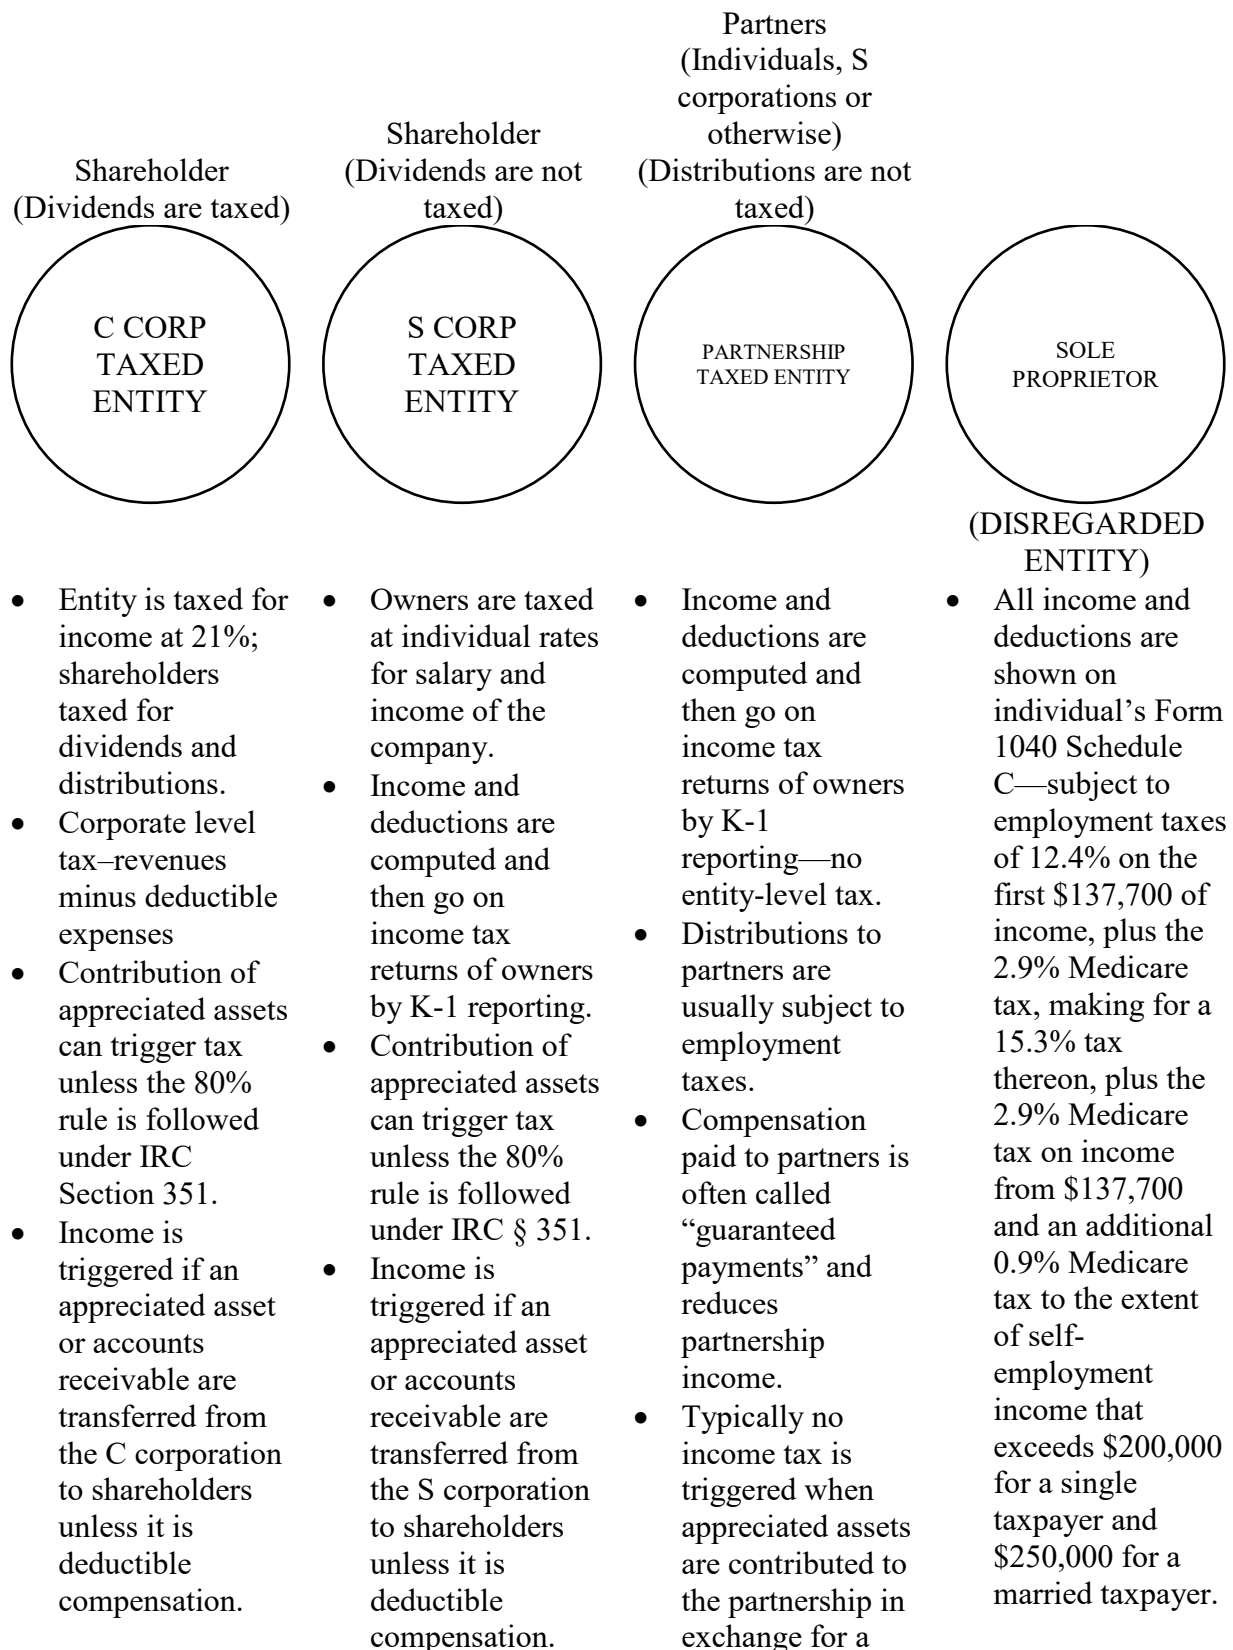 Shareholder
(Dividends are taxed)
C CORP
TAXED
ENTITY
• Entity is taxed for
income at 21%;
shareholders
taxed for
dividends and
distributions.
• Corporate level
tax–revenues
minus deductible
expenses
• Contribution of
appreciated assets
can trigger tax
unless the 80%
rule is followed
under IRC
Section 351.
• Income is
triggered if an
appreciated asset
or accounts
receivable are
transferred from
the C corporation
to shareholders
unless it is
deductible
compensation.
Shareholder
(Dividends are not
taxed)
S CORP
TAXED
ENTITY
• Owners are taxed
at individual rates
for salary and
income of the
company.
• Income and
deductions are
computed and
then go on
income tax
returns of owners
by K-1 reporting.
• Contribution of
appreciated assets
can trigger tax
unless the 80%
rule is followed
under IRC § 351.
• Income is
triggered if an
appreciated asset
or accounts
receivable are
transferred from
the S corporation
to shareholders
unless it is
deductible
compensation.
Partners
(Individuals, S
corporations or
otherwise)
(Distributions are not
taxed)
PARTNERSHIP
TAXED ENTITY
• Income and
deductions are
computed and
then go on
income tax
returns of owners
by K-1
reporting—no
entity-level tax.
• Distributions to
partners are
usually subject to
employment
taxes.
• Compensation
paid to partners is
often called
“guaranteed
payments” and
reduces
partnership
income.
• Typically no
income tax is
triggered when
appreciated assets
are contributed to
the partnership in
exchange for a
SOLE
PROPRIETOR
(DISREGARDED
ENTITY)
• All income and
deductions are
shown on
individual’s Form
1040 Schedule
C—subject to
employment taxes
of 12.4% on the
first $137,700 of
income, plus the
2.9% Medicare
tax, making for a
15.3% tax
thereon, plus the
2.9% Medicare
tax on income
from $137,700
and an additional
0.9% Medicare
tax to the extent
of self-
employment
income that
exceeds $200,000
for a single
taxpayer and
$250,000 for a
married taxpayer.